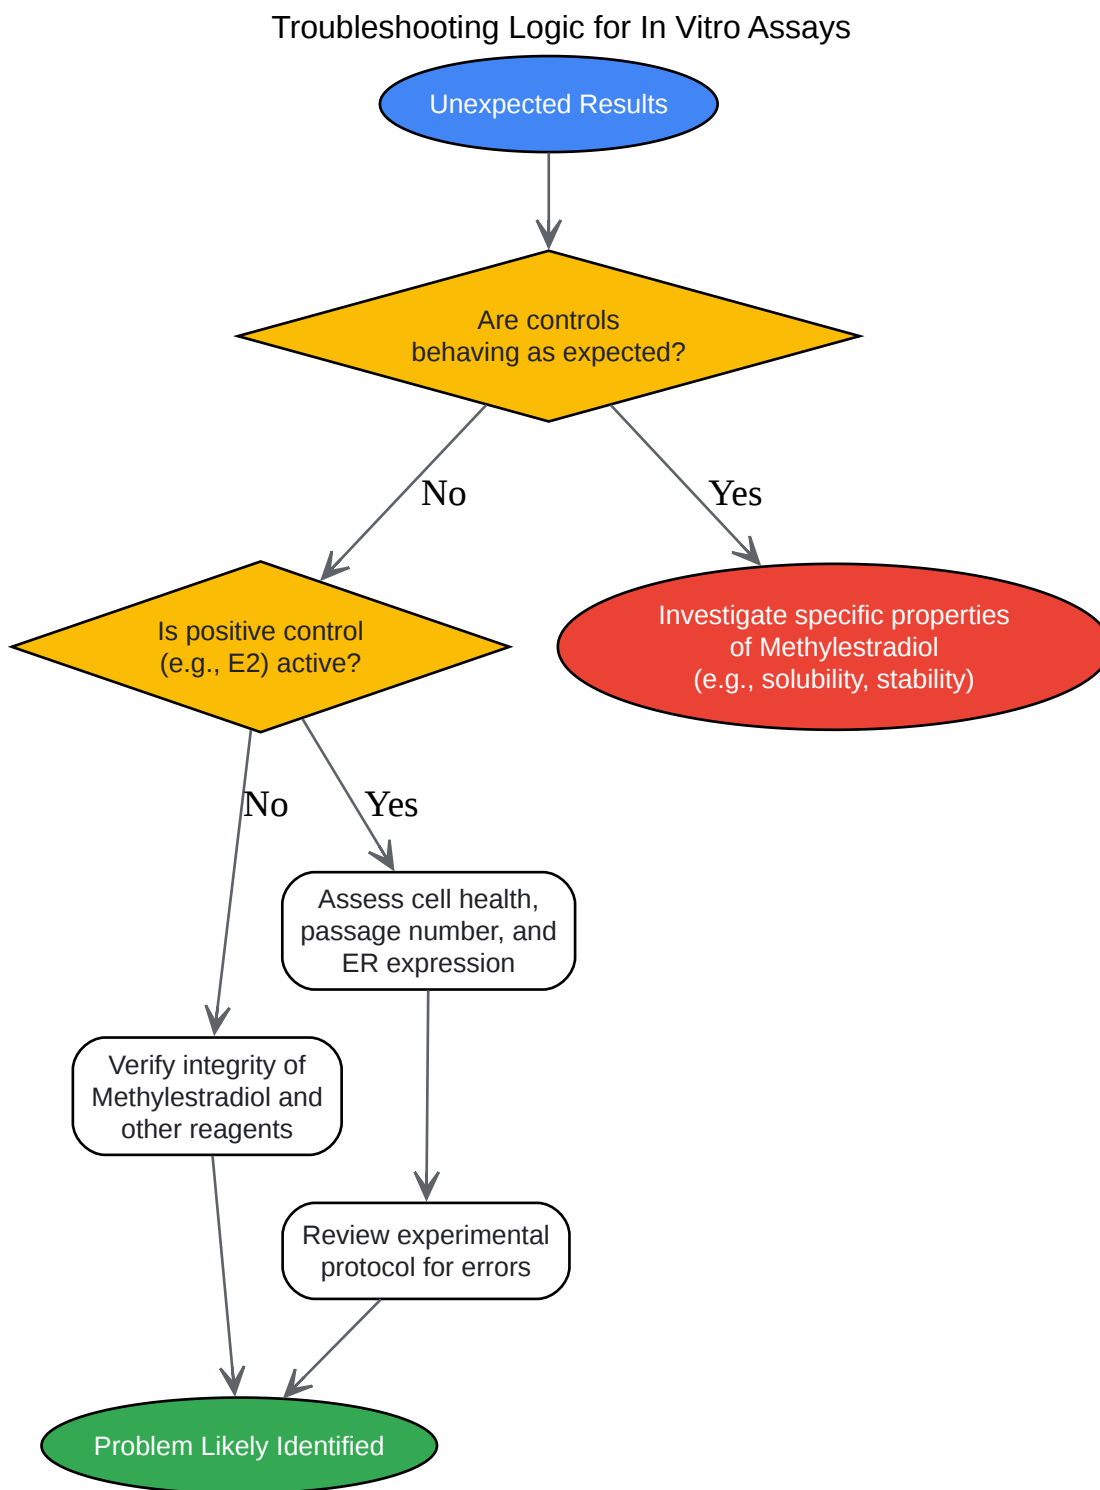 Troubleshooting Logic for In Vitro Assays
Unexpected Results
Are controls
behaving as expected?
No
Yes
Is positive control
(e.g., E2) active?
Investigate specific properties
of Methylestradiol
(e.g., solubility, stability)
No
Yes
Assess cell health,
passage number, and
ER expression
Verify integrity of
Methylestradiol and
other reagents
Review experimental
protocol for errors
Problem Likely Identified